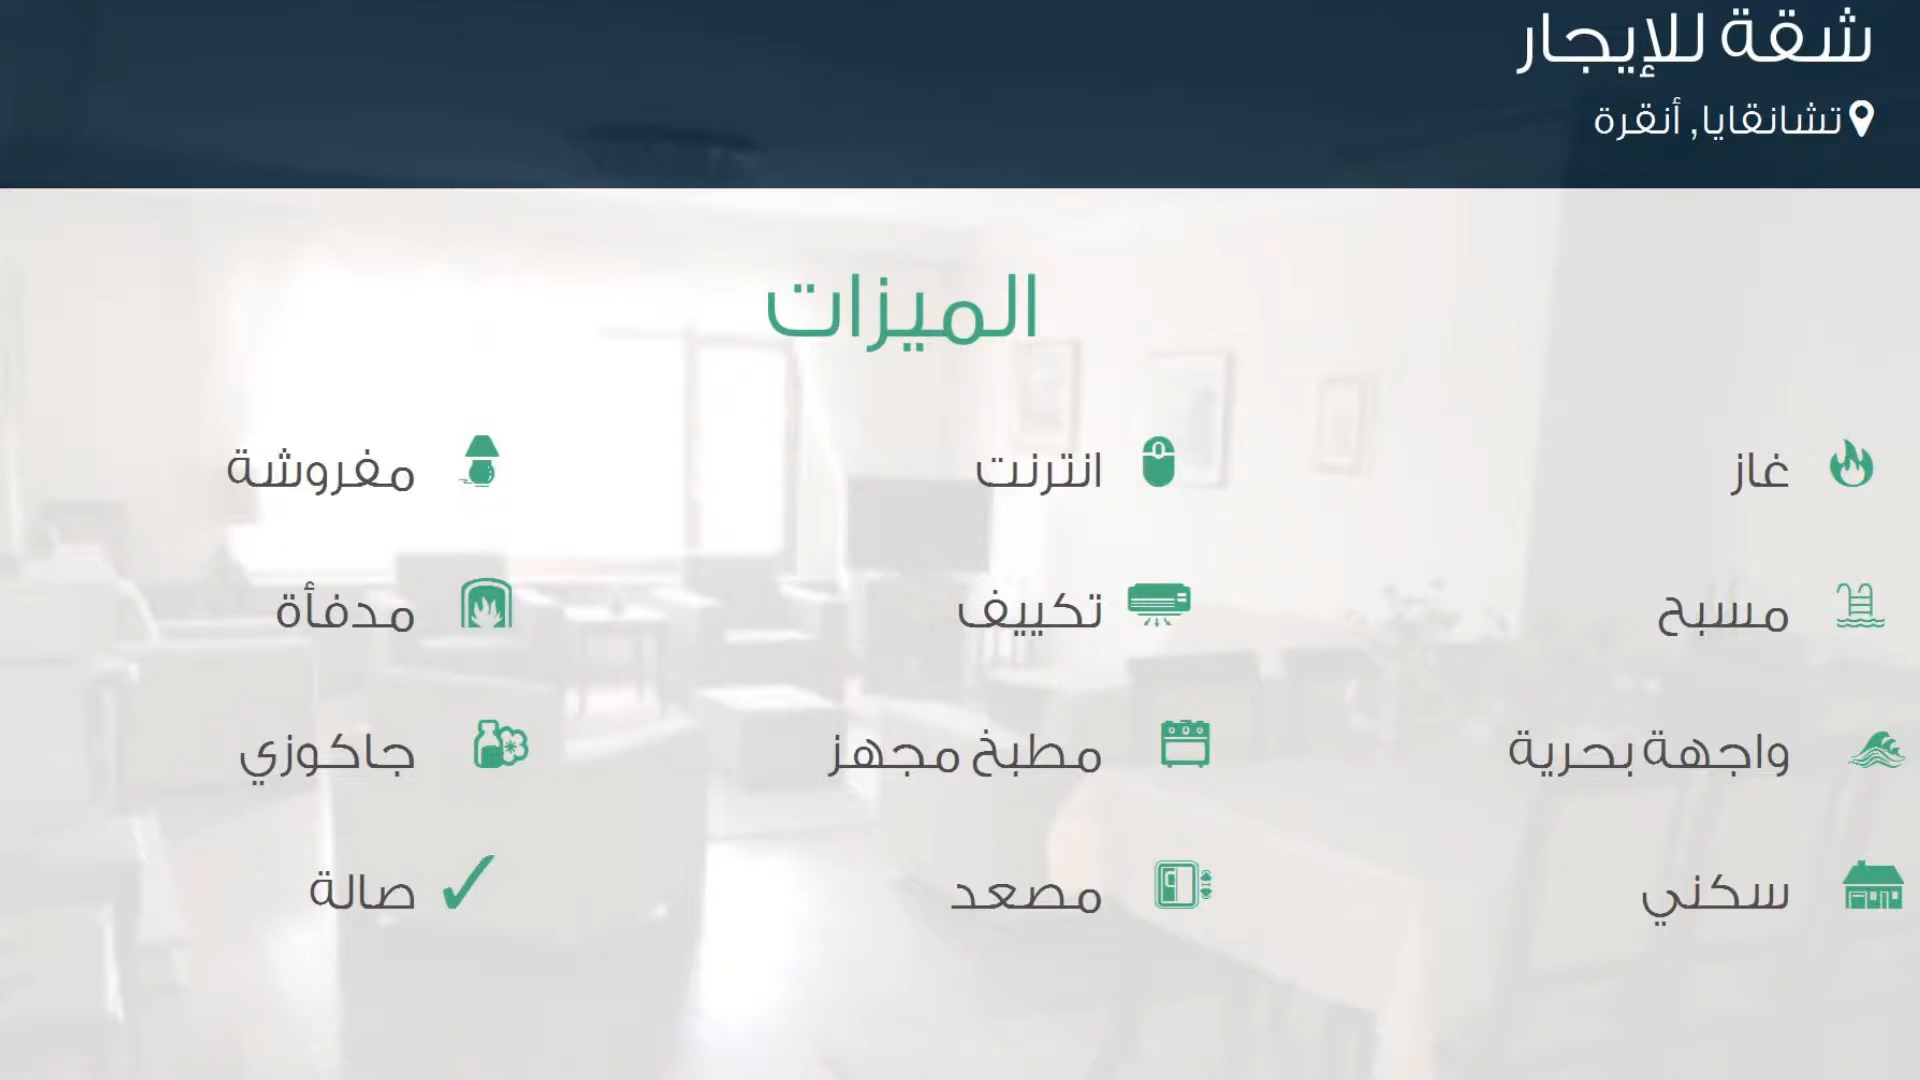 شقة للإيجار
تشانقايا, أنقرة
الميزات
غاز
انترنت
مفروشة
مسبح
تكييف
مدفأة
واجهة بحرية
مطبخ مجهز
جاكوزي
سكني
مصعد
صالة